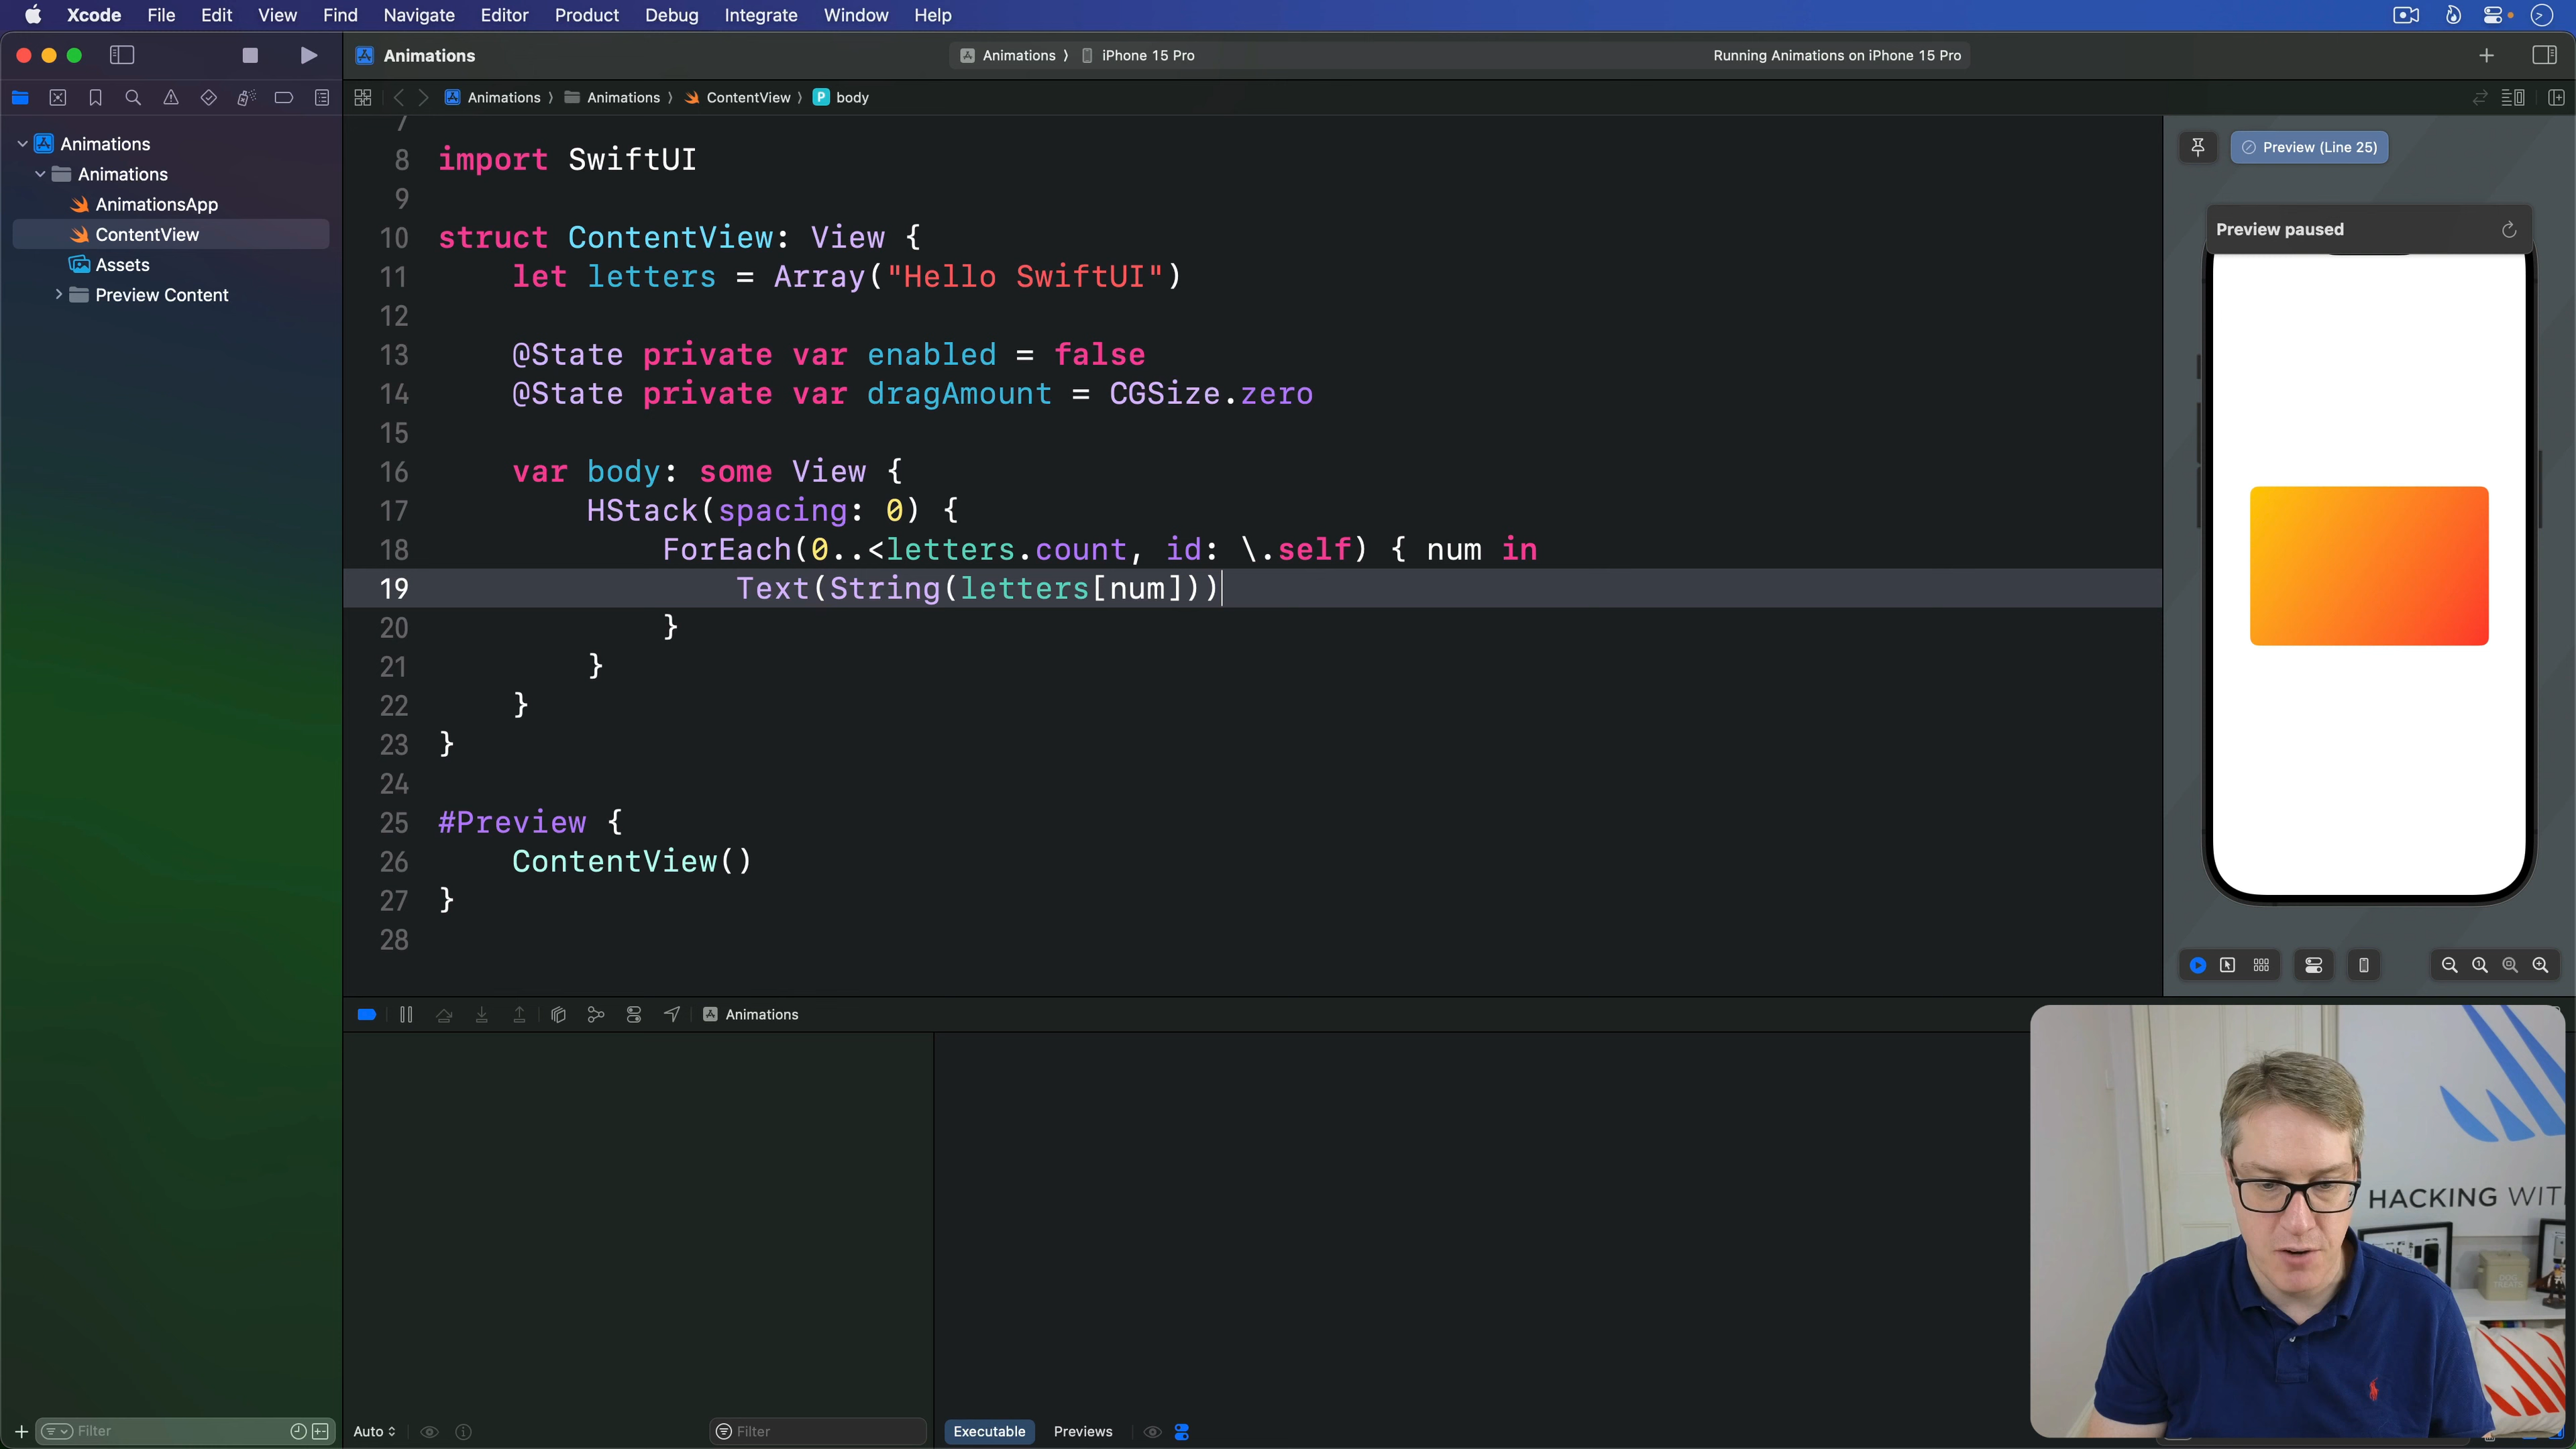 Xcode File Edit View Find Navigate Editor Product Debug Integrate Window Help
Animations
Animations 〉 iPhone 15 Pro
Running Animations on iPhone 15 Pro
Animations 〉 Animations 〉 ContentView 〉 P body
Animations
Animations
AnimationsApp
ContentView
Assets
Preview Content
7
8 import SwiftUI
9
10 struct ContentView: View {
11 let letters = Array("Hello SwiftUI")
12
13 @State private var enabled = false
14 @State private var dragAmount = CGSize.zero
15
16 var body: some View {
17 HStack(spacing: 0) {
18 ForEach(0..<letters.count, id: \.self) { num in
19 Text(String(letters[num]))
20 }
21 }
22 }
23 }
24
25 #Preview {
26 ContentView()
27 }
28
Preview (Line 25)
Preview paused
Animations
HACKING WIT
Filter
Auto
Filter
Executable Previews